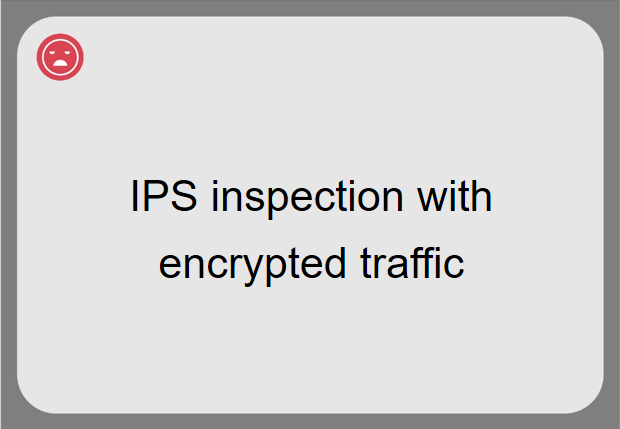 IPS inspection with
encrypted traffic